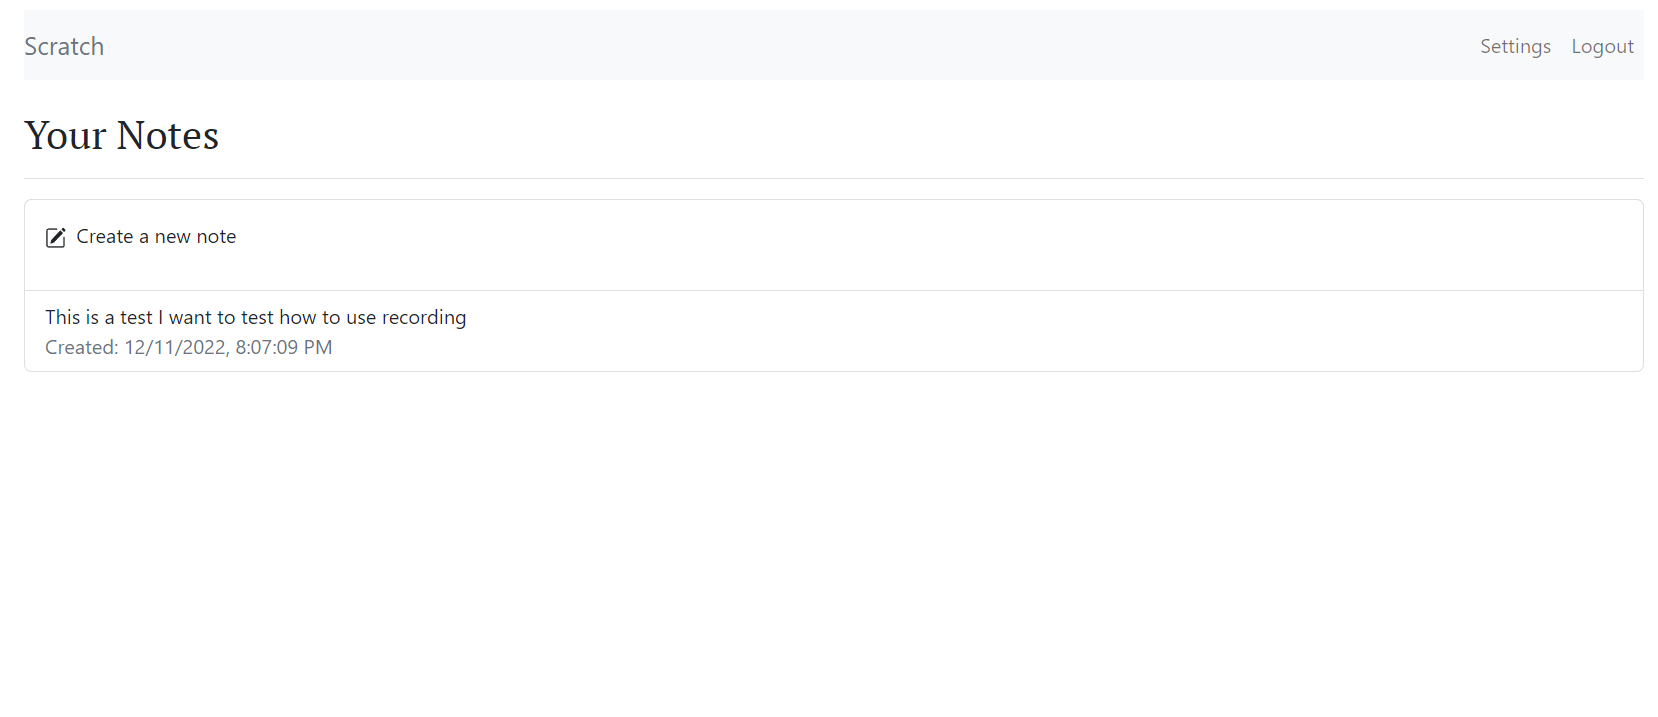 Scratch
Settings Logout
Your Notes
Create a new note
This is a test I want to test how to use recording
Created: 12/11/2022, 8:07:09 PM